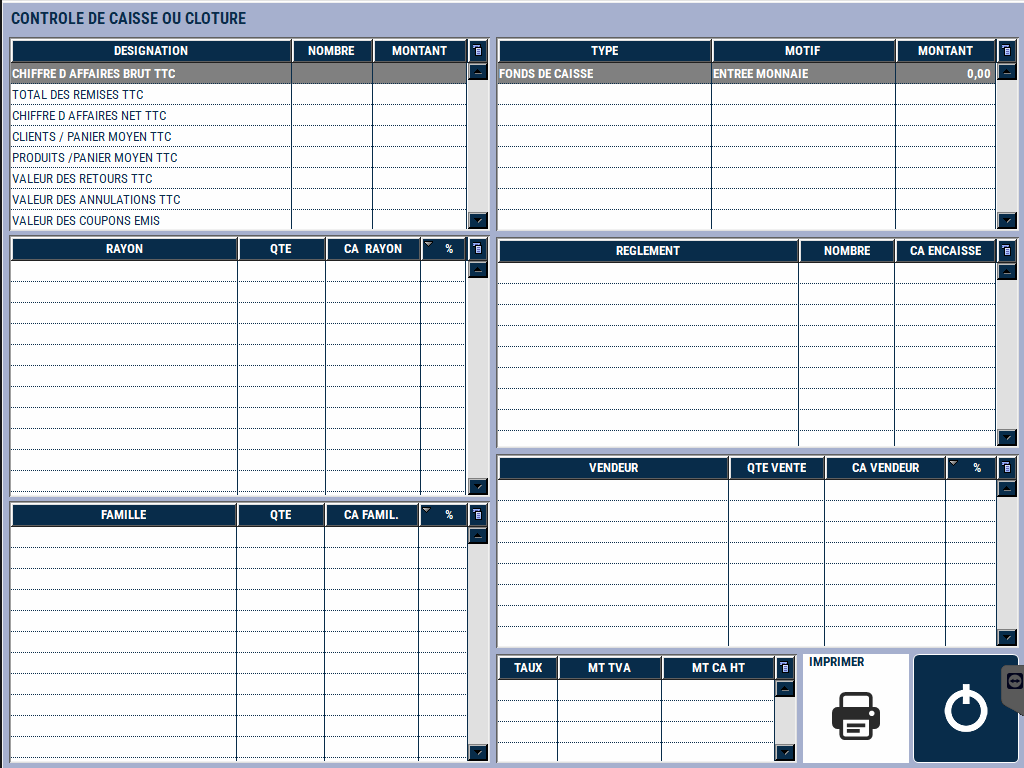 CONTROLE DE CAISSE OU CLOTURE
DESIGNATION NOMBRE MONTANT
CHIFFRE D AFFAIRES BRUT TTC
TOTAL DES REMISES TTC
CHIFFRE D AFFAIRES NET TTC
CLIENTS / PANIER MOYEN TTC
PRODUITS /PANIER MOYEN TTC
VALEUR DES RETOURS TTC
VALEUR DES ANNULATIONS TTC
VALEUR DES COUPONS EMIS
TYPE MOTIF MONTANT
FONDS DE CAISSE ENTREE MONNAIE 0,00
RAYON QTE CA RAYON %
REGLEMENT NOMBRE CA ENCAISSE
VENDEUR QTE VENTE CA VENDEUR %
FAMILLE QTE CA FAMIL. %
TAUX MT TVA MT CA HT
IMPRIMER